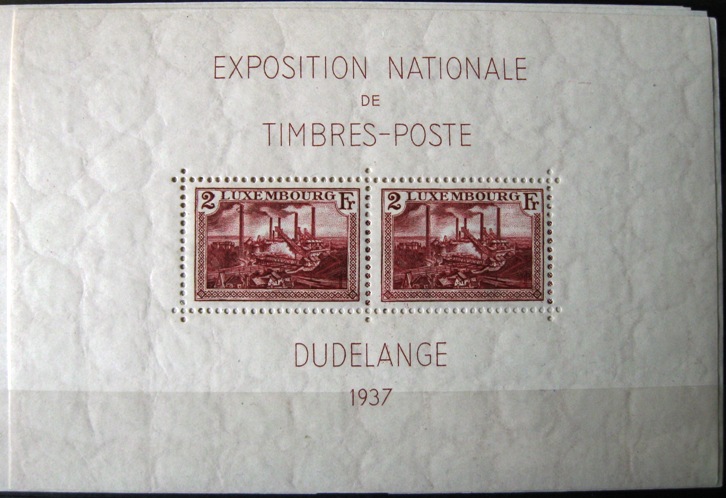 EXPOSITION NATIONALE
DE
TIMBRES-POSTE
2 LUXEMBOURG Fr
2 LUXEMBOURG Fr
DUDELANGE
1937